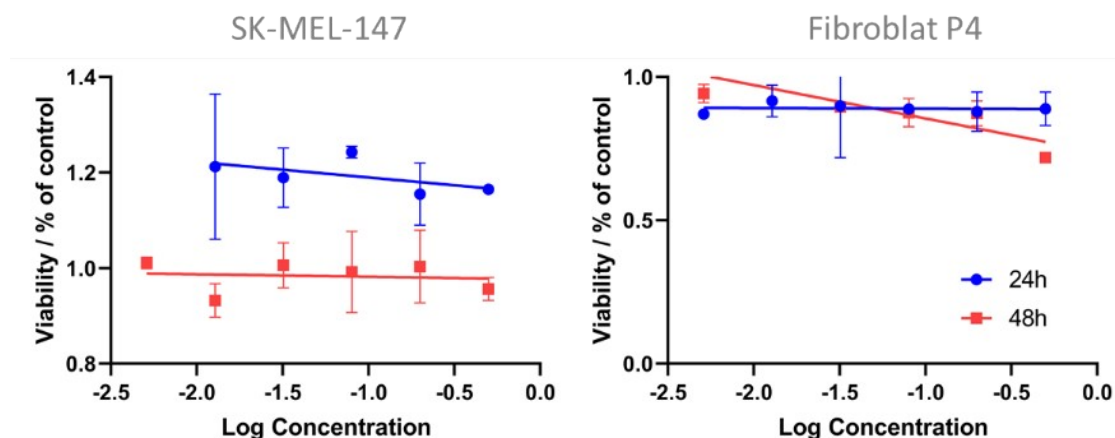 SK-MEL-147
Fibroblat P4
Viability / % of control
1.4
1.2
1.0
0.8
-2.5 -2.0 -1.5 -1.0 -0.5 0.0
Log Concentration
Viability / % of control
1.0
0.5
0.0
24h
48h
-2.5 -2.0 -1.5 -1.0 -0.5 0.0
Log Concentration